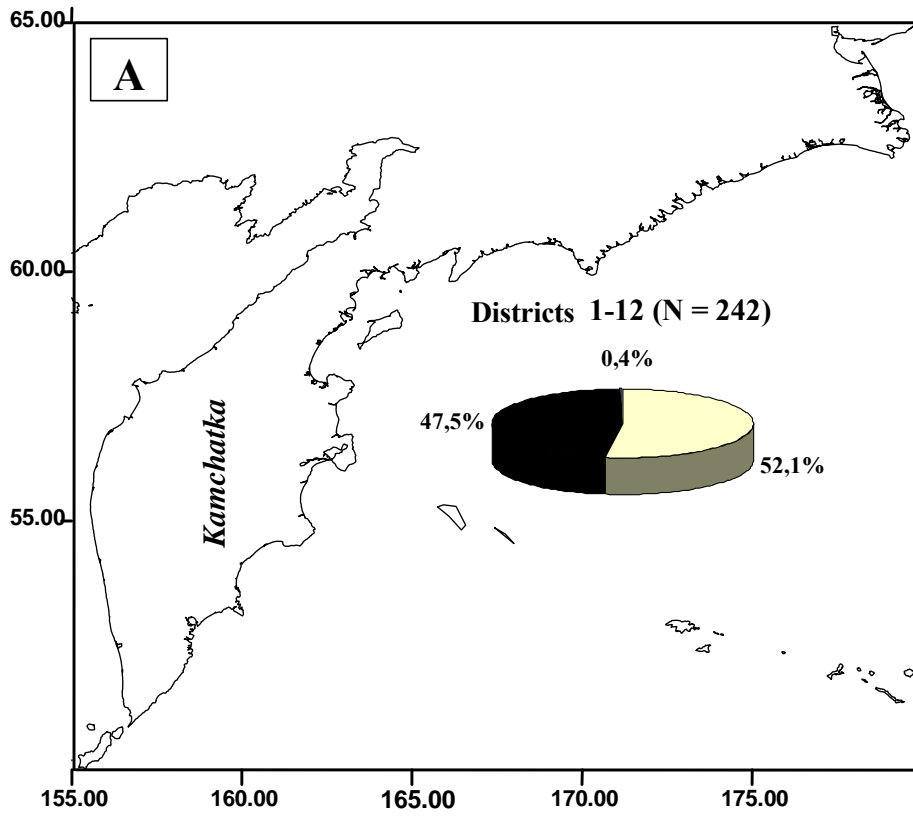 65.00
A
60.00
Districts 1-12 (N = 242)
0,4%
47,5%
52,1%
Kamchatka
55.00
155.00 160.00 165.00 170.00 175.00